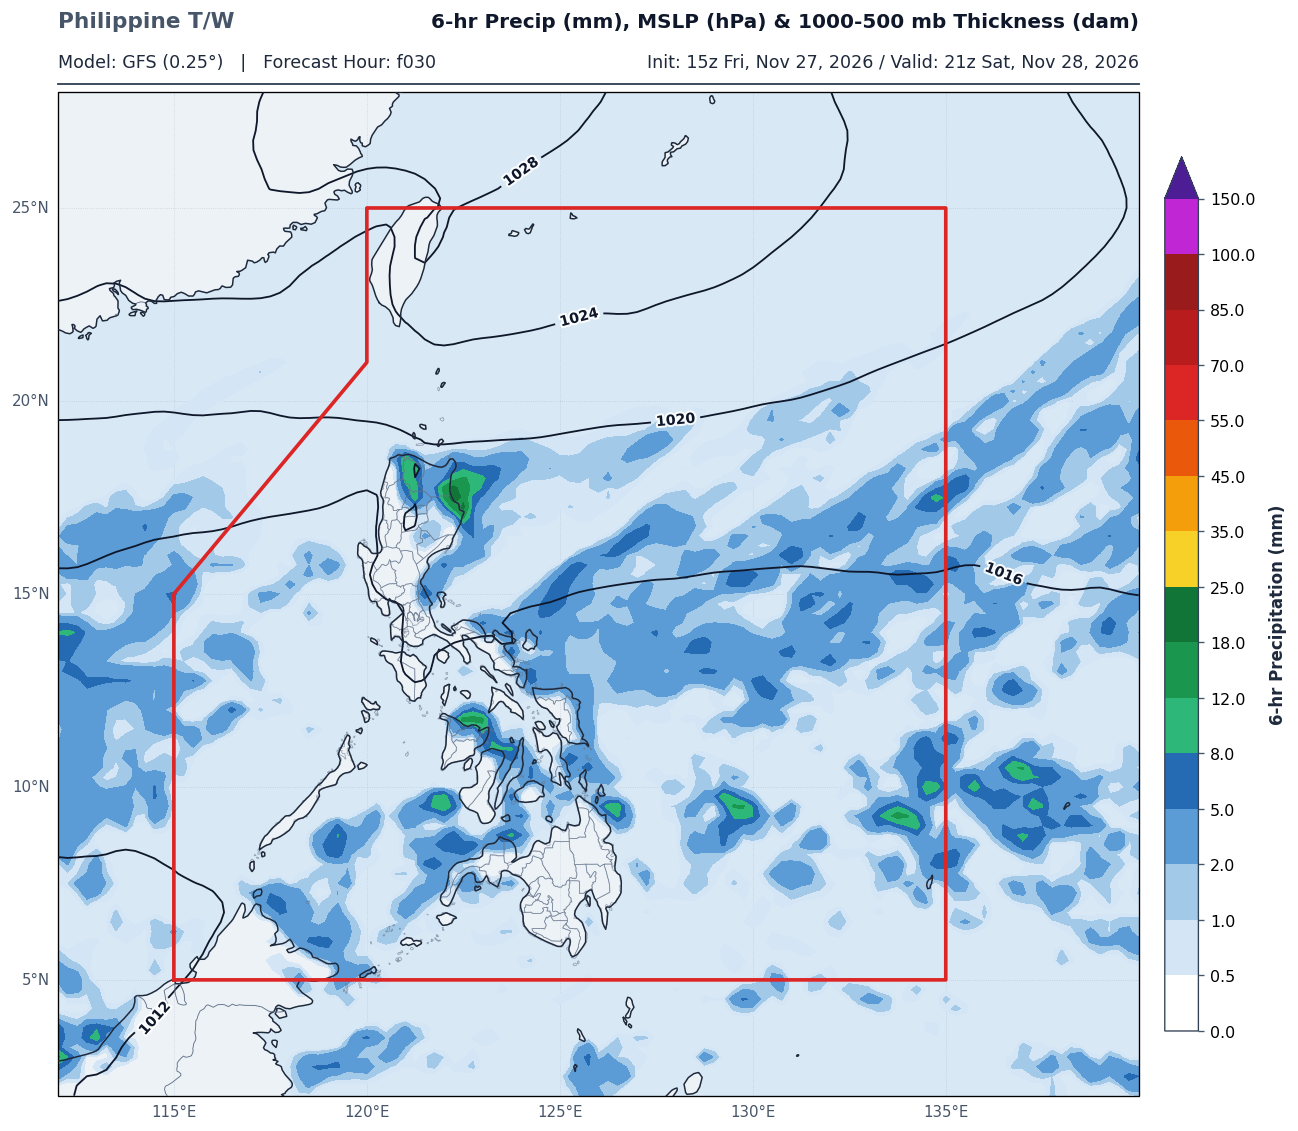 Philippine T/W
6-hr Precip (mm), MSLP (hPa) & 1000-500 mb Thickness (dam)
Model: GFS (0.25°)   |   Forecast Hour: f030
Init: 15z Fri, Nov 27, 2026 / Valid: 21z Sat, Nov 28, 2026
1028
1024
1020
1016
1012
25°N
20°N
15°N
10°N
5°N
115°E
120°E
125°E
130°E
135°E
150.0
100.0
85.0
70.0
55.0
45.0
35.0
25.0
18.0
12.0
8.0
5.0
2.0
1.0
0.5
0.0
6-hr Precipitation (mm)